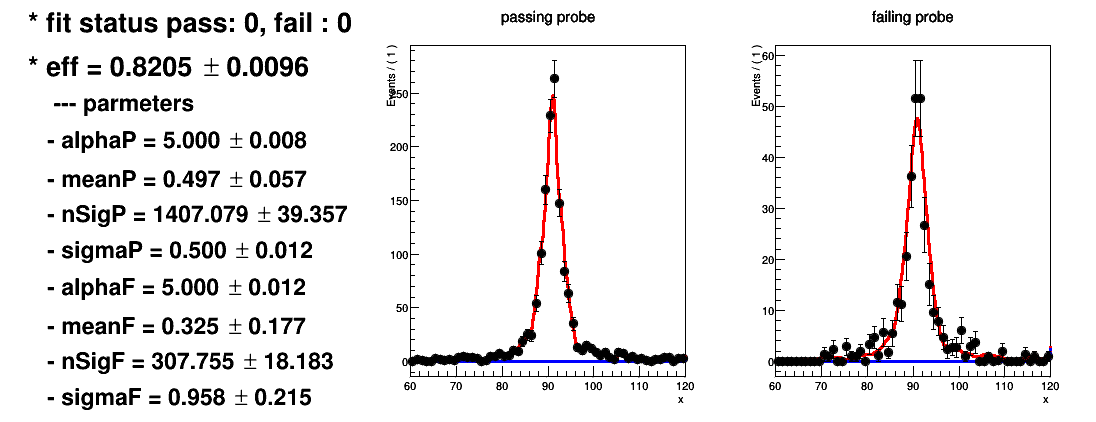 * fit status pass: 0, fail : 0
* eff = 0.8205 ± 0.0096
--- parmeters
- alphaP = 5.000 ± 0.008
- meanP = 0.497 ± 0.057
- nSigP = 1407.079 ± 39.357
- sigmaP = 0.500 ± 0.012
- alphaF = 5.000 ± 0.012
- meanF = 0.325 ± 0.177
- nSigF = 307.755 ± 18.183
- sigmaF = 0.958 ± 0.215
passing probe
Events / ( 1 )
250
200
150
100
50
0
60 70 80 90 100 110 120
x
failing probe
Events / ( 1 )
60
50
40
30
20
10
0
60 70 80 90 100 110 120
x